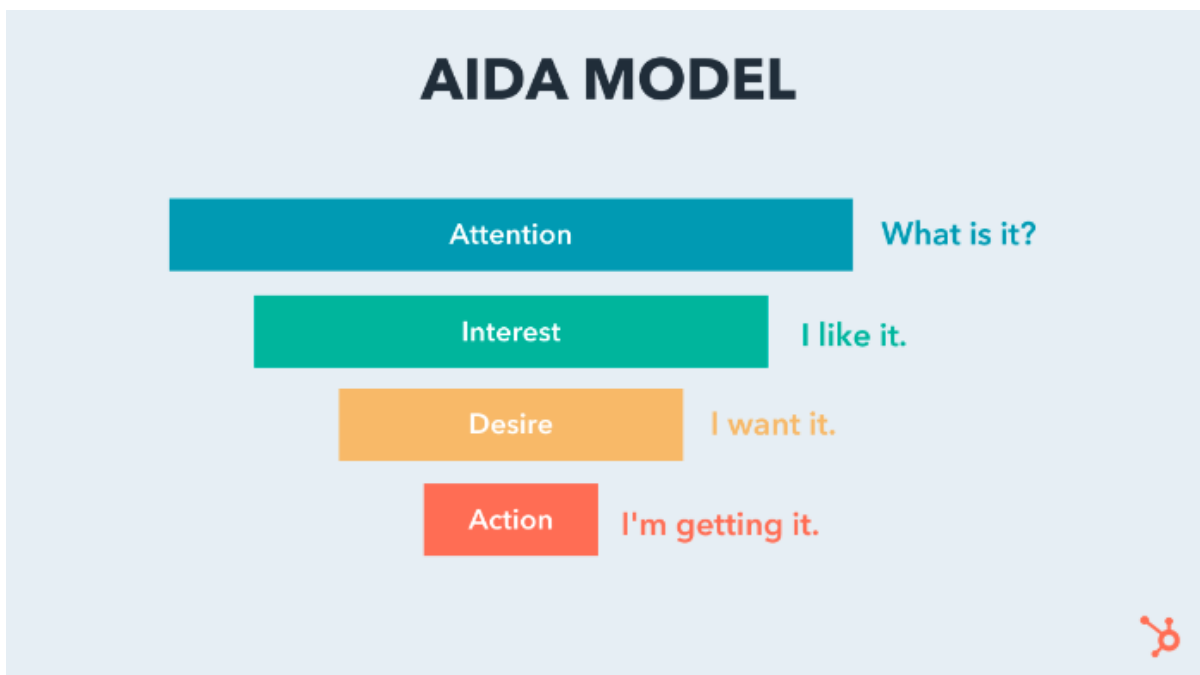 AIDA MODEL
Attention What is it?
Interest I like it.
Desire I want it.
Action I'm getting it.